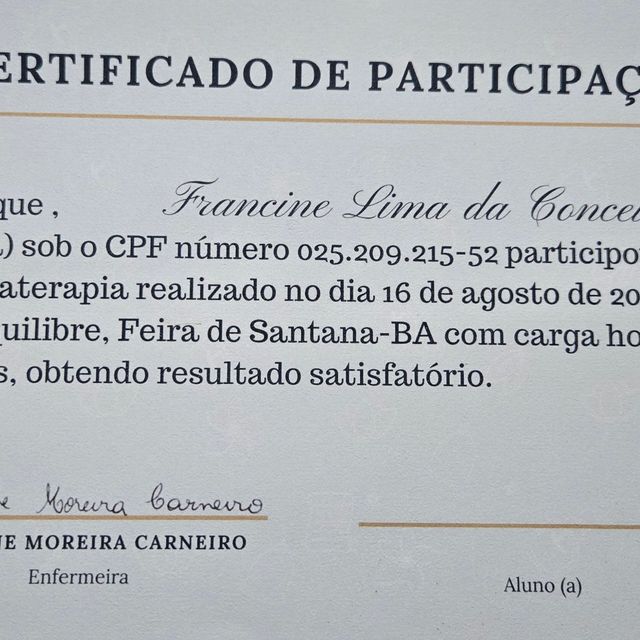 ERTIFICADO DE PARTICIPAÇ
que , Francine Lima da Concei
) sob o CPF número 025.209.215-52 participo
aterapia realizado no dia 16 de agosto de 20
quilibre, Feira de Santana-BA com carga ho
s, obtendo resultado satisfatório.
e Moreira Carneiro
NE MOREIRA CARNEIRO
Enfermeira
Aluno (a)